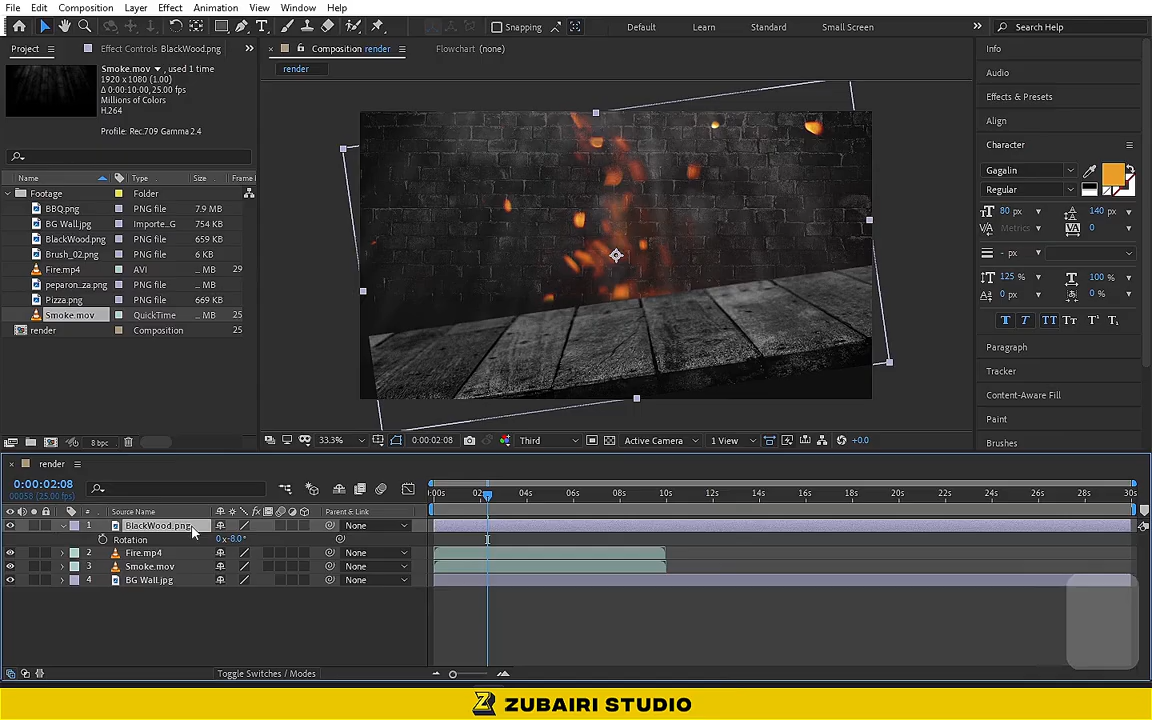 File Edit Composition Layer Effect Animation View Window Help
Snapping Default Learn Standard Small Screen Search Help
Project Effect Controls BlackWood.png Composition render Flowchart (none)
render
Smoke.mov , used 1 time
1920 x 1080 (1.00)
Δ 0:00:10:00, 25.00 fps
Millions of Colors
H.264
Profile: Rec.709 Gamma 2.4
Name Type Size Frame
Footage Folder
BBQ.png PNG file 7.9 MB
BG Wall.jpg Importe...G 754 KB
BlackWood.png PNG file 659 KB
Brush_02.png PNG file 6 KB
Fire.mp4 AVI ... MB 29
peparon...za.png PNG file ... MB
Pizza.png PNG file 669 KB
Smoke.mov QuickTime ... MB 25
render Composition 25
8 bpc
33.3% 0:00:02:08 Third Active Camera 1 View +0.0
Info
Audio
Effects & Presets
Align
Character
Gagalin
Regular
80 px 140 px
Metrics 0
- px
125 % 100 %
0 px 0 %
T T TT Tt T¹ T₁
Paragraph
Tracker
Content-Aware Fill
Paint
Brushes
render
0:00:02:08
00058 (25.00 fps)
:00s 02s 04s 06s 08s 10s 12s 14s 16s 18s 20s 22s 24s 26s 28s 30s
# Source Name fx Parent & Link
1 BlackWood.png None
Rotation 0x-8.0°
2 Fire.mp4 None
3 Smoke.mov None
4 BG Wall.jpg None
Toggle Switches / Modes
ZUBAIRI STUDIO